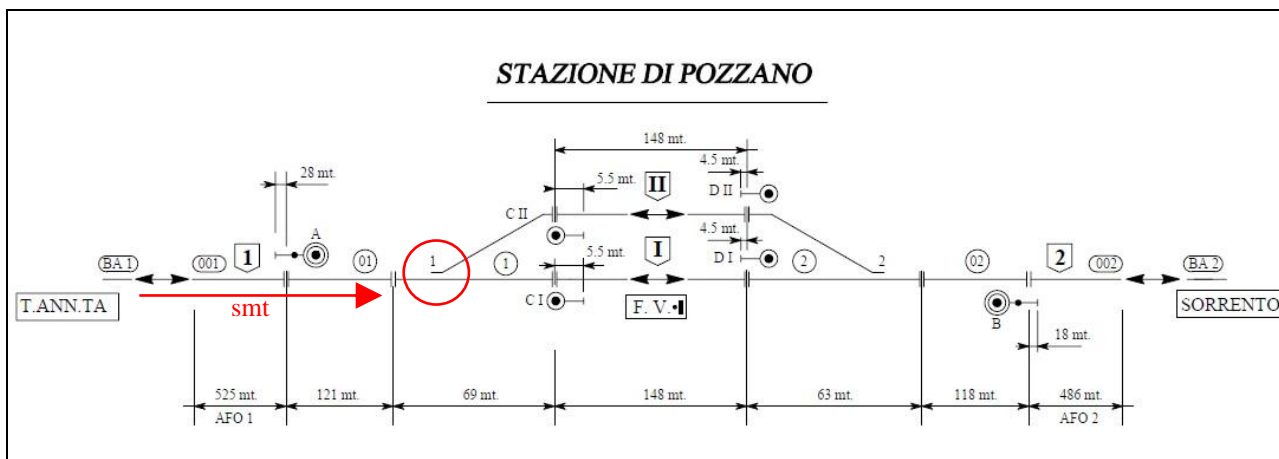 STAZIONE DI POZZANO
148 mt.
28 mt.
5.5 mt.
II
4.5 mt.
D II
C II
A
1
01
1
1
5.5 mt.
I
4.5 mt.
D I
2
2
02
2
BA 1
001
002
BA 2
T.ANN.TA
smt
C I
F. V.
B
SORRENTO
18 mt.
525 mt.
121 mt.
69 mt.
148 mt.
63 mt.
118 mt.
486 mt.
AFO 1
AFO 2